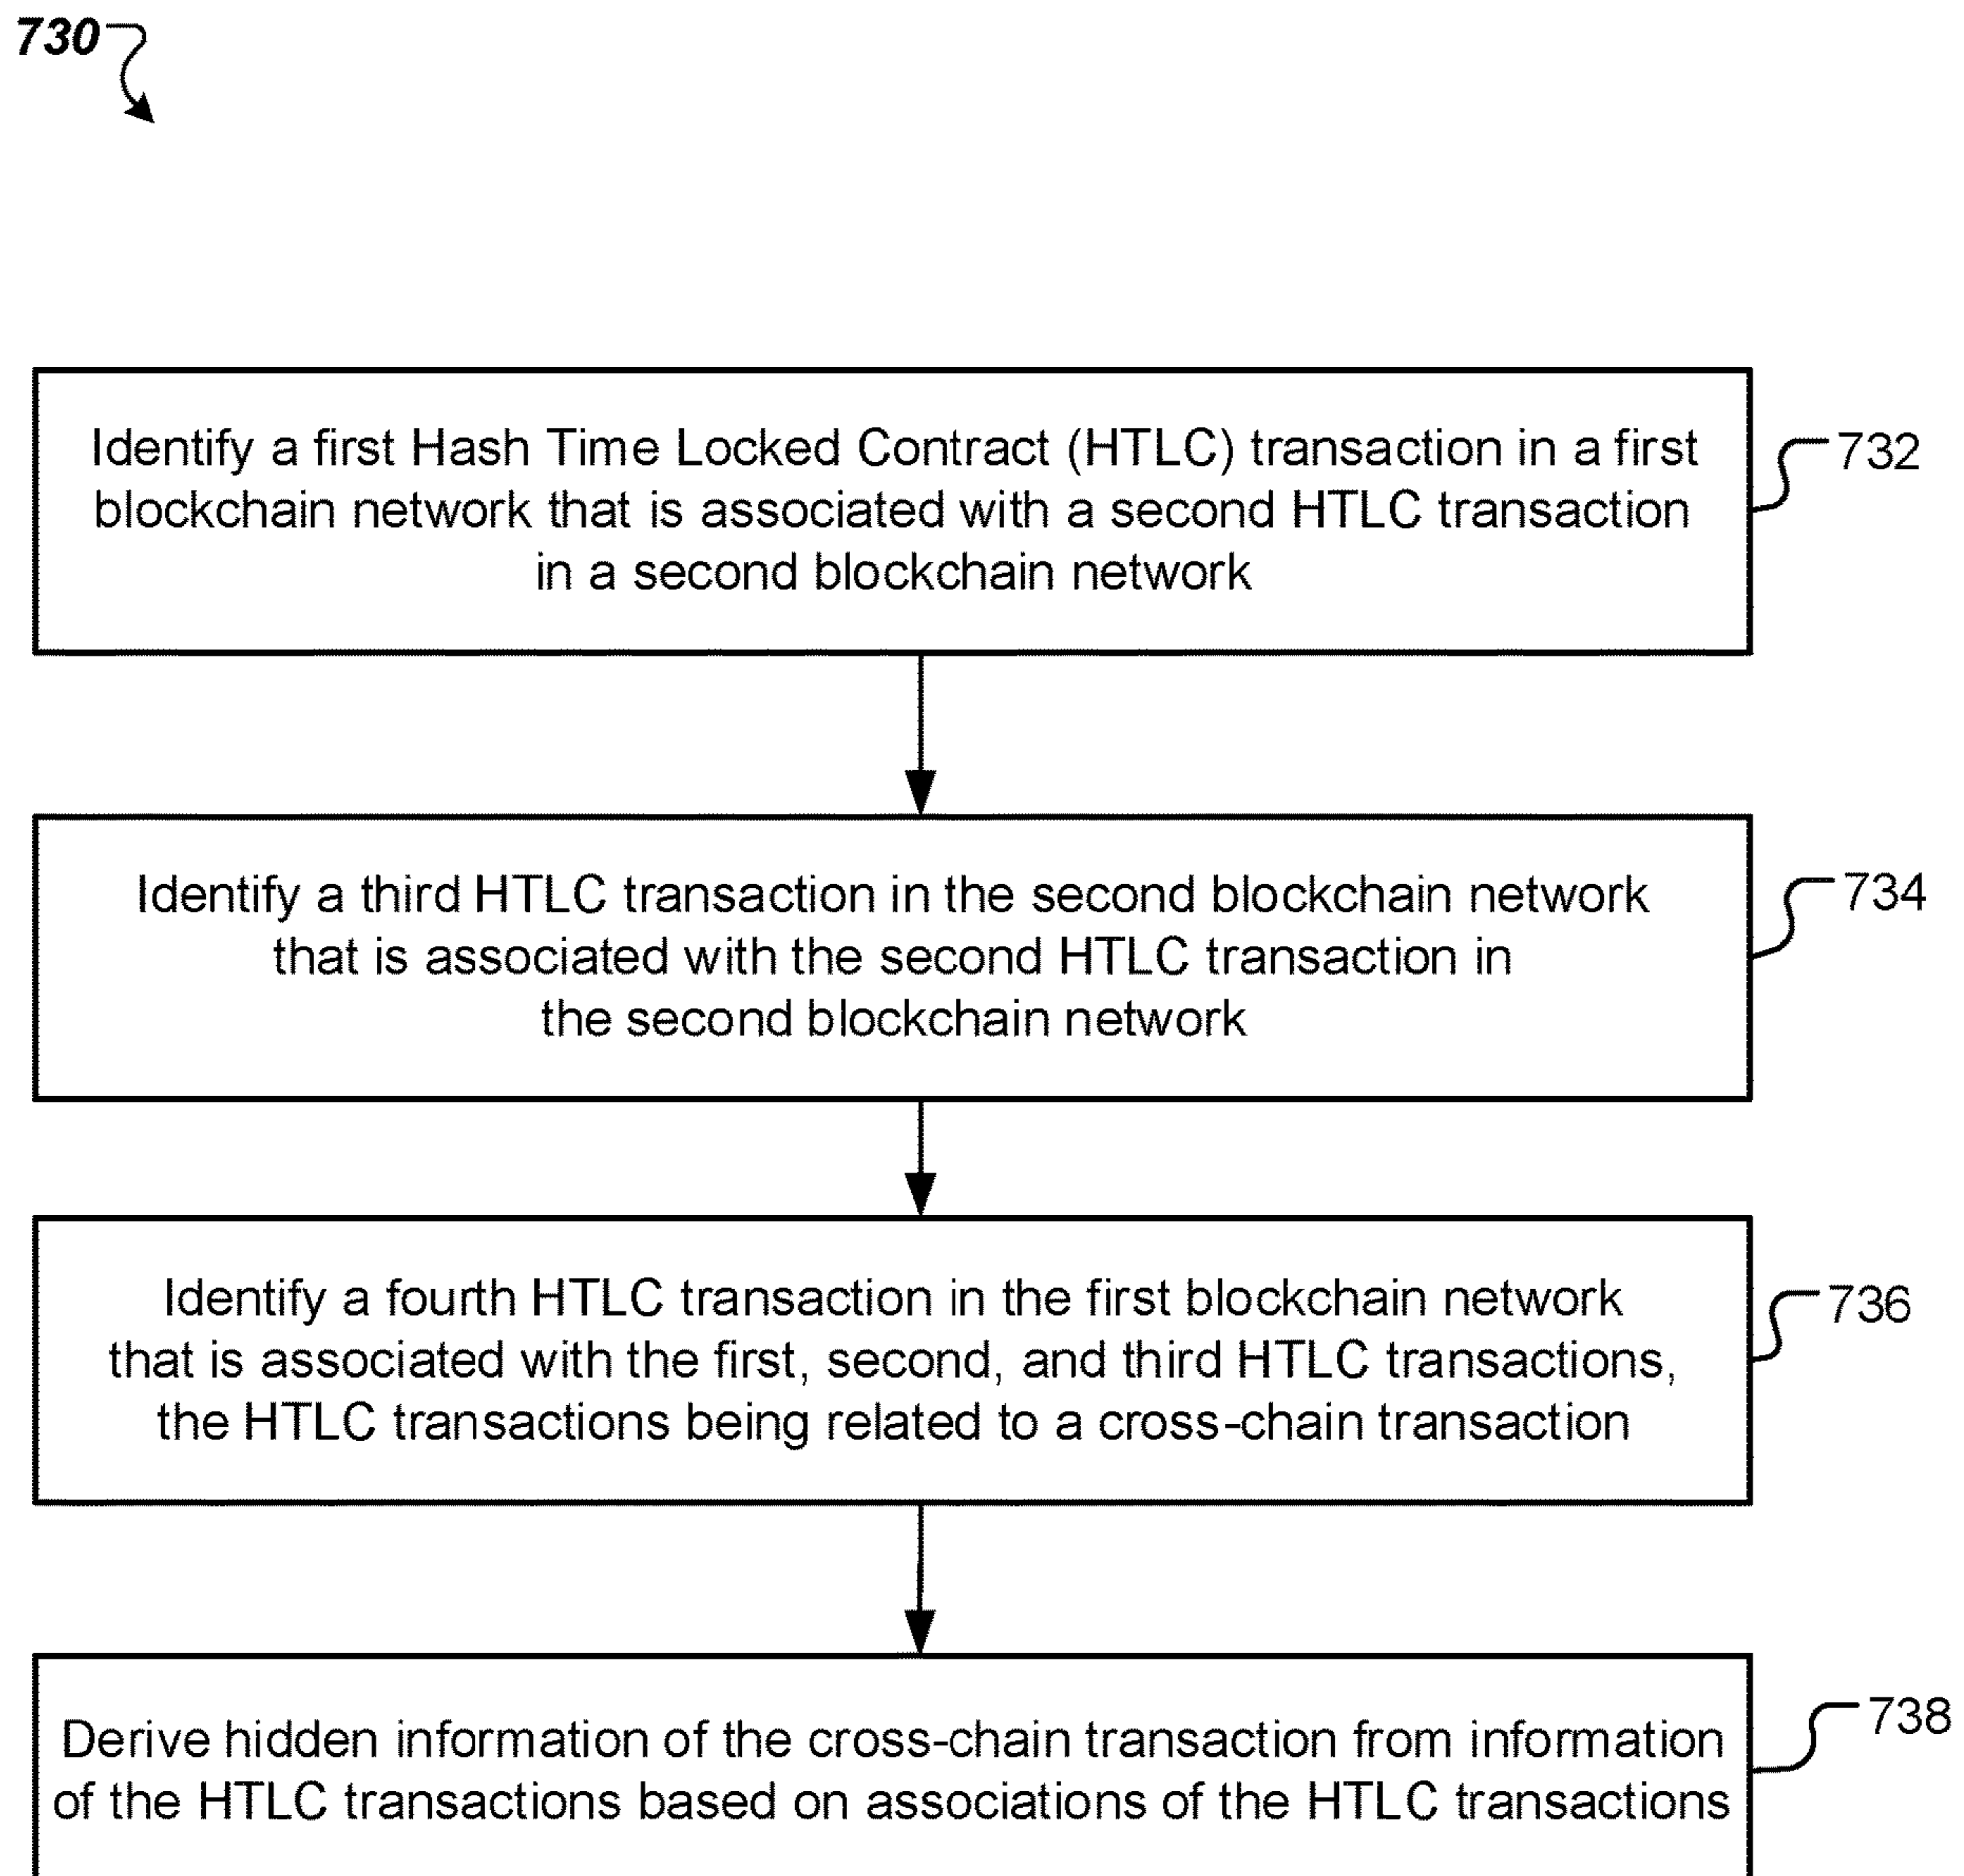 730
Identify a first Hash Time Locked Contract (HTLC) transaction in a first
blockchain network that is associated with a second HTLC transaction
in a second blockchain network
732
Identify a third HTLC transaction in the second blockchain network
that is associated with the second HTLC transaction in
the second blockchain network
734
Identify a fourth HTLC transaction in the first blockchain network
that is associated with the first, second, and third HTLC transactions,
the HTLC transactions being related to a cross-chain transaction
736
Derive hidden information of the cross-chain transaction from information
of the HTLC transactions based on associations of the HTLC transactions
738